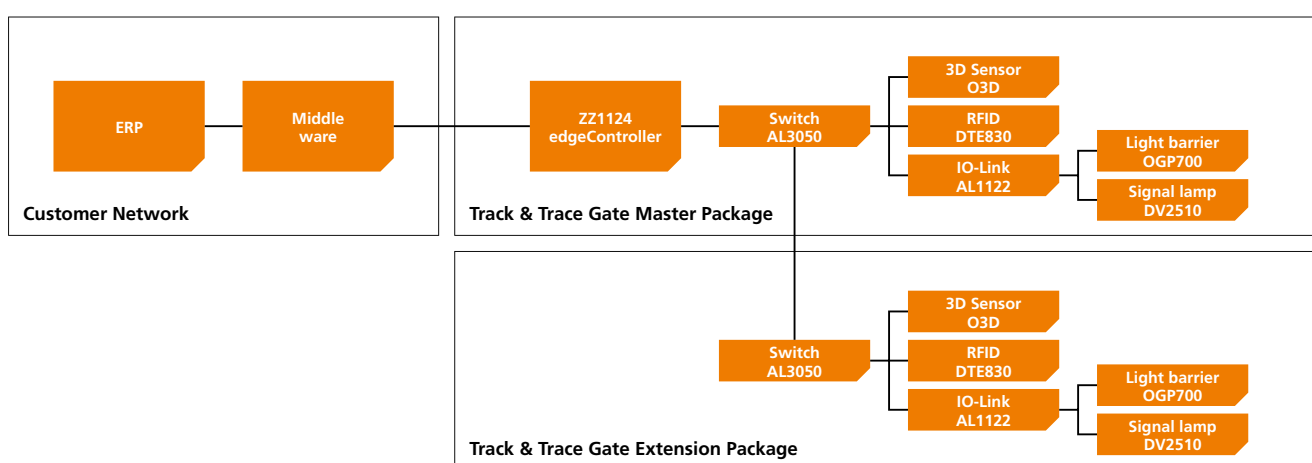 ERP
Middle
ware
Customer Network
ZZ1124
edgeController
Switch
AL3050
3D Sensor
O3D
RFID
DTE830
IO-Link
AL1122
Light barrier
OGP700
Signal lamp
DV2510
Track & Trace Gate Master Package
Switch
AL3050
3D Sensor
O3D
RFID
DTE830
IO-Link
AL1122
Light barrier
OGP700
Signal lamp
DV2510
Track & Trace Gate Extension Package